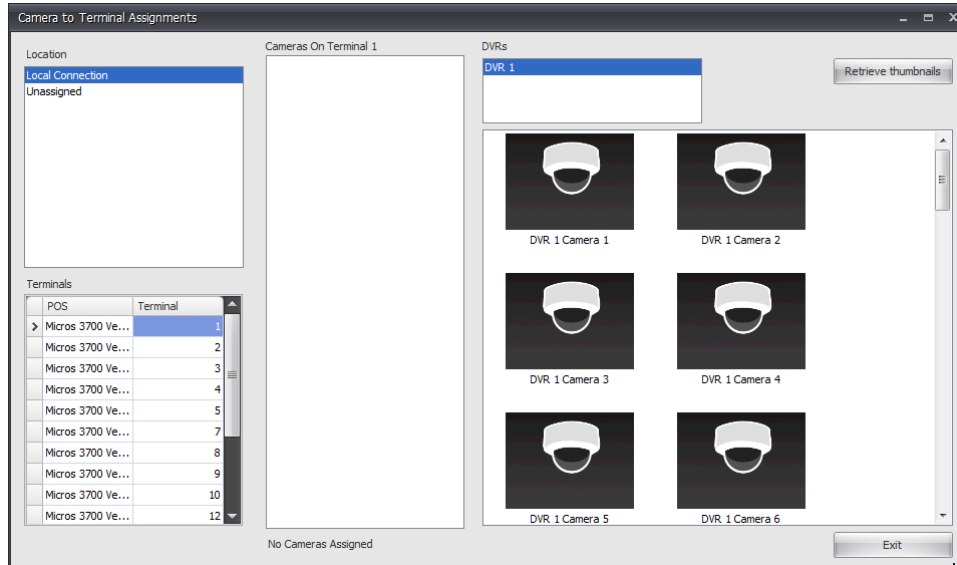 Camera to Terminal Assignments
Location
Local Connection
Unassigned
Terminals
POS Terminal
Micros 3700 Ve... 1
Micros 3700 Ve... 2
Micros 3700 Ve... 3
Micros 3700 Ve... 4
Micros 3700 Ve... 5
Micros 3700 Ve... 7
Micros 3700 Ve... 8
Micros 3700 Ve... 9
Micros 3700 Ve... 10
Micros 3700 Ve... 12
Cameras On Terminal 1
No Cameras Assigned
DVRs
DVR 1
Retrieve thumbnails
DVR 1 Camera 1 DVR 1 Camera 2
DVR 1 Camera 3 DVR 1 Camera 4
DVR 1 Camera 5 DVR 1 Camera 6
Exit